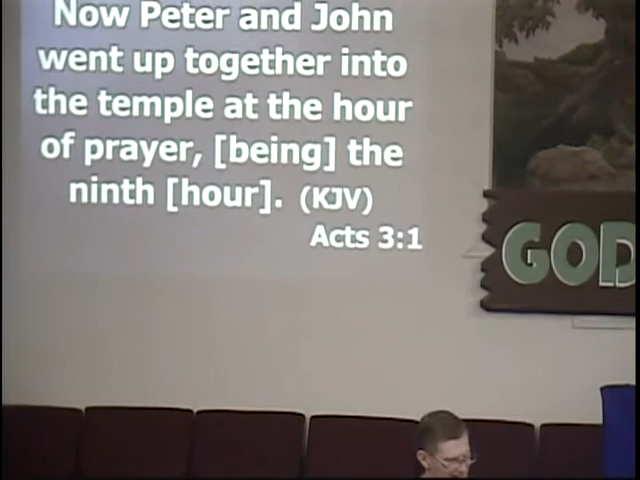 Now Peter and John
went up together into
the temple at the hour
of prayer, [being] the
ninth [hour]. (KJV)
Acts 3:1
GOD